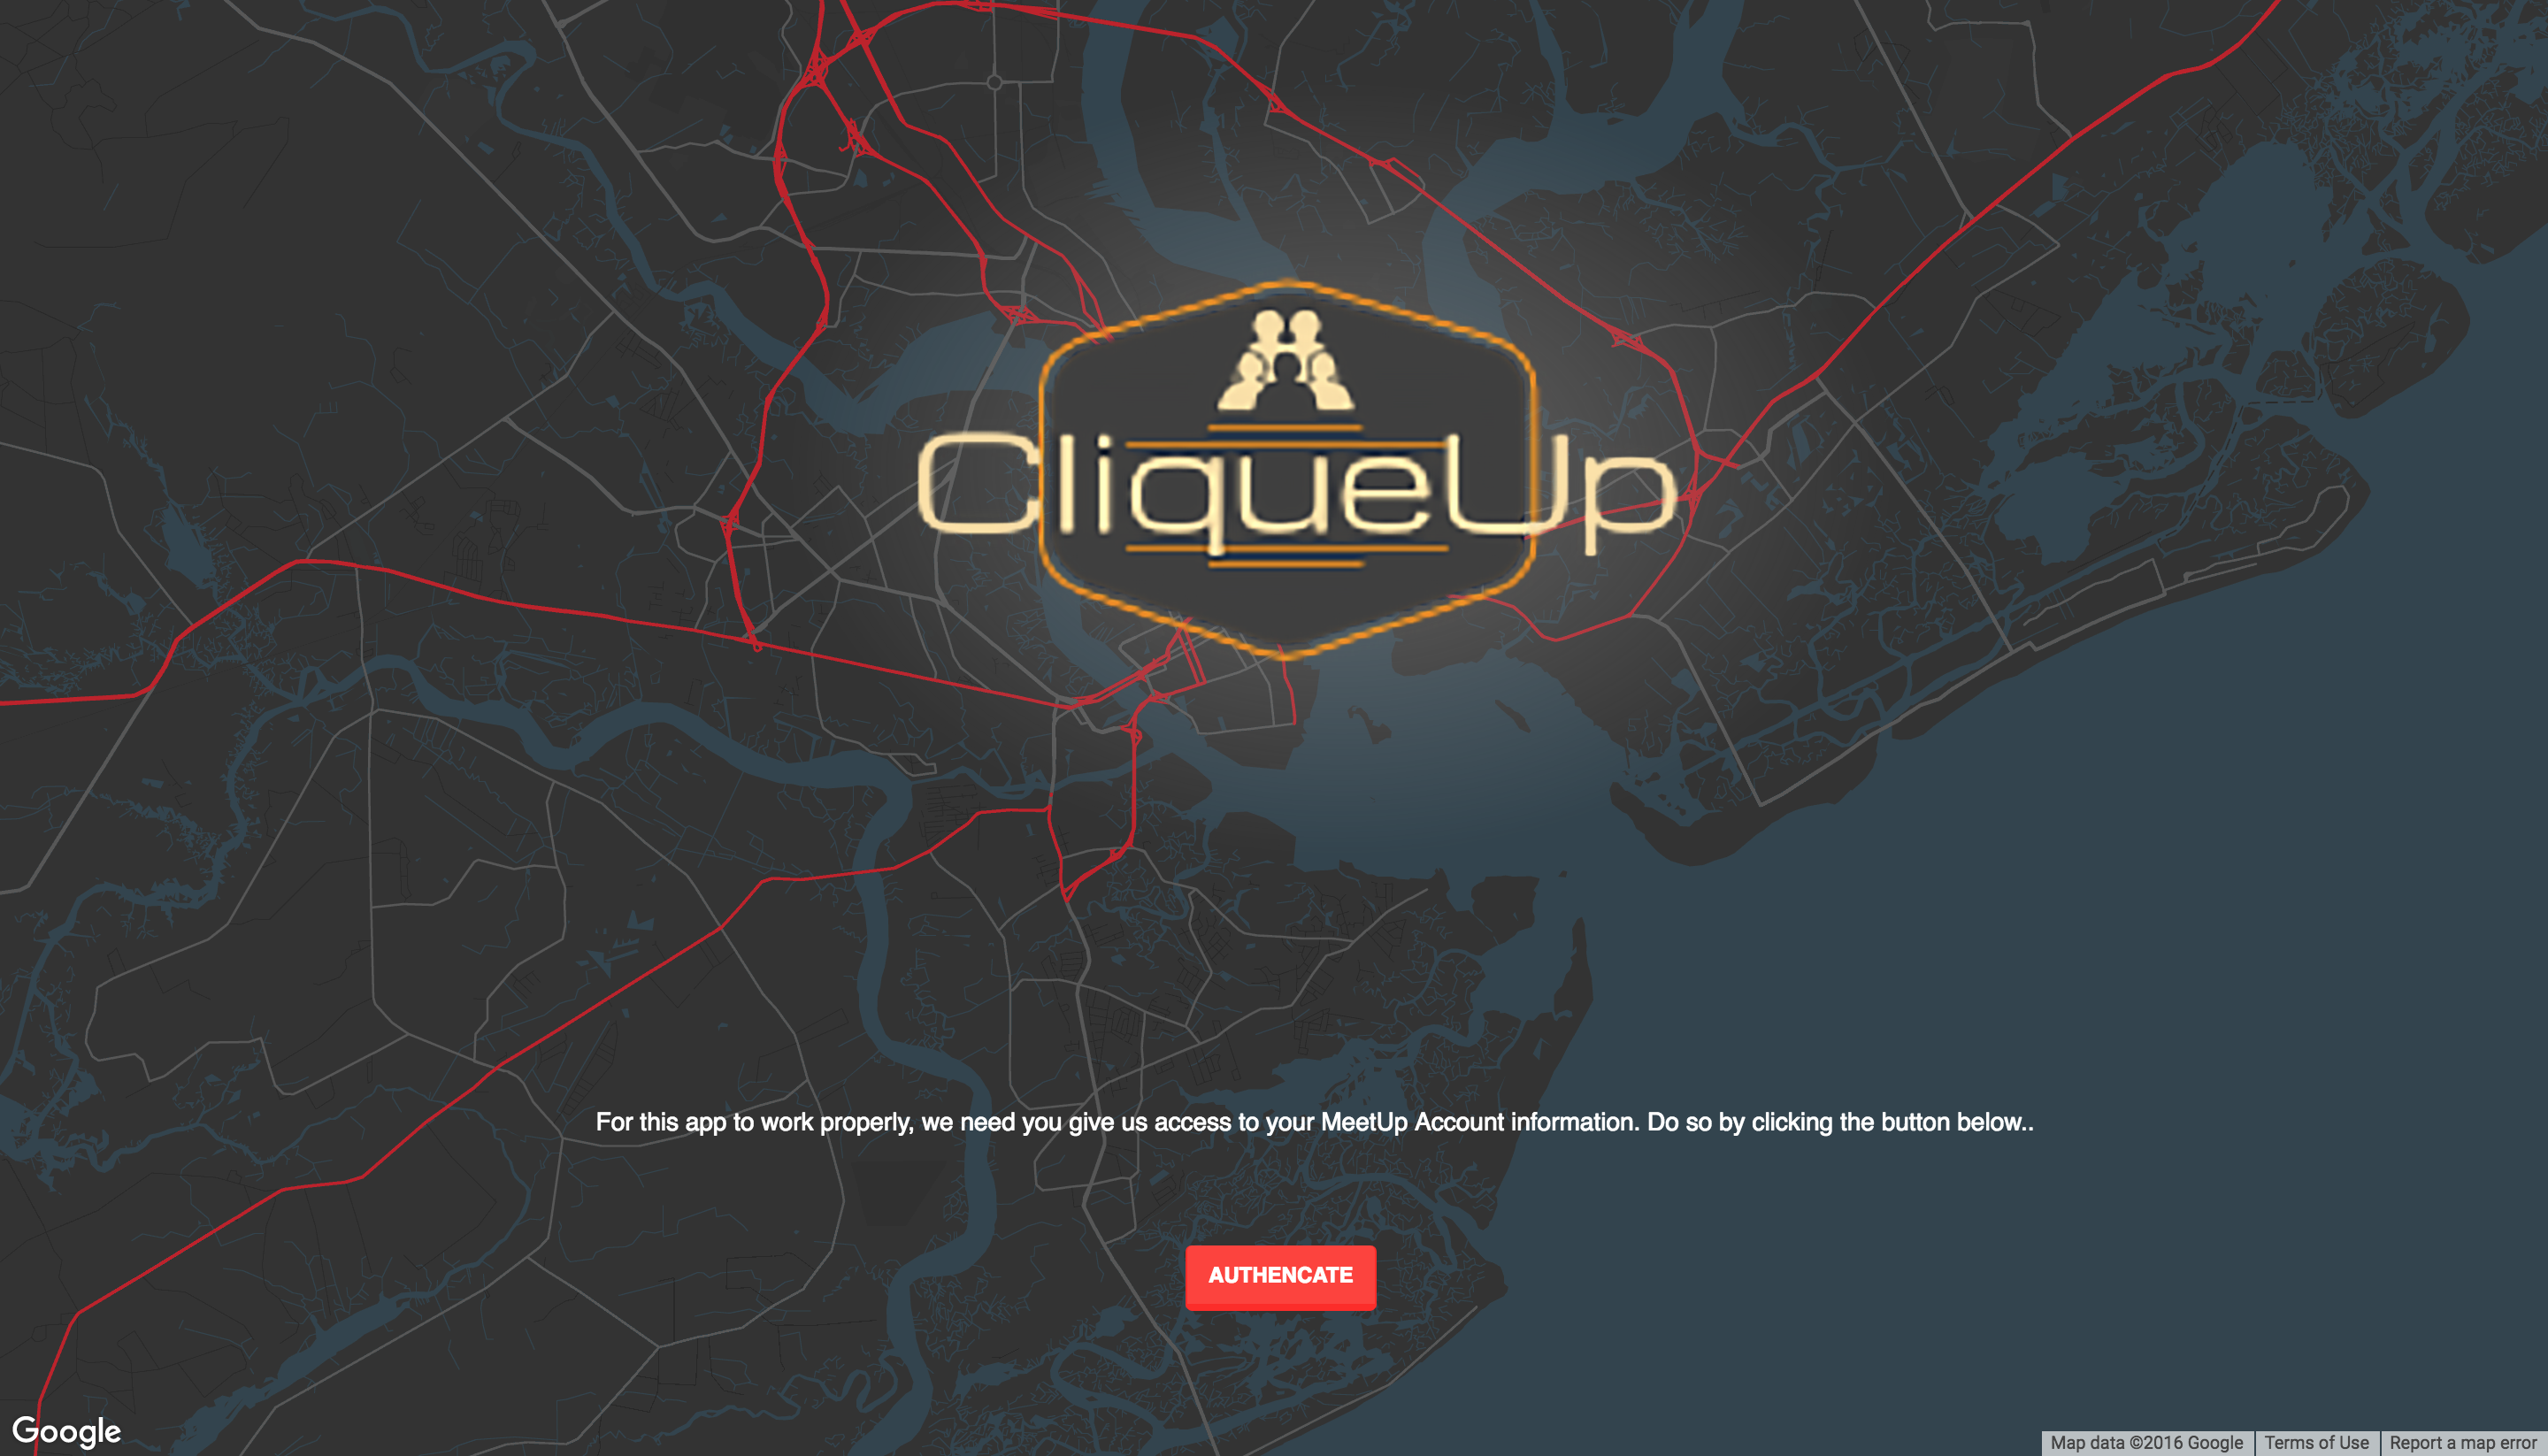 CliqueUp
For this app to work properly, we need you give us access to your MeetUp Account information. Do so by clicking the button below..
AUTHENCATE
Google
Map data ©2016 Google
Terms of Use
Report a map error